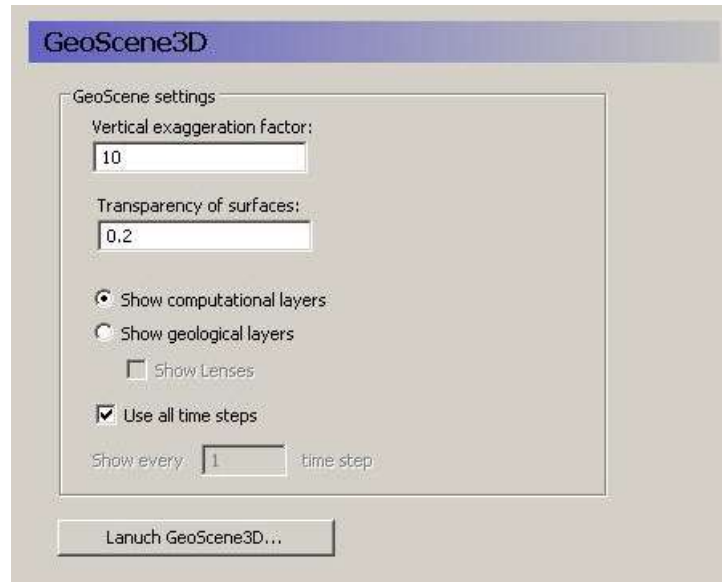 GeoScene3D
GeoScene settings
Vertical exaggeration factor:
10
Transparency of surfaces:
0.2
Show computational layers
Show geological layers
Show Lenses
Use all time steps
Show every 1 time step
Lanuch GeoScene3D...